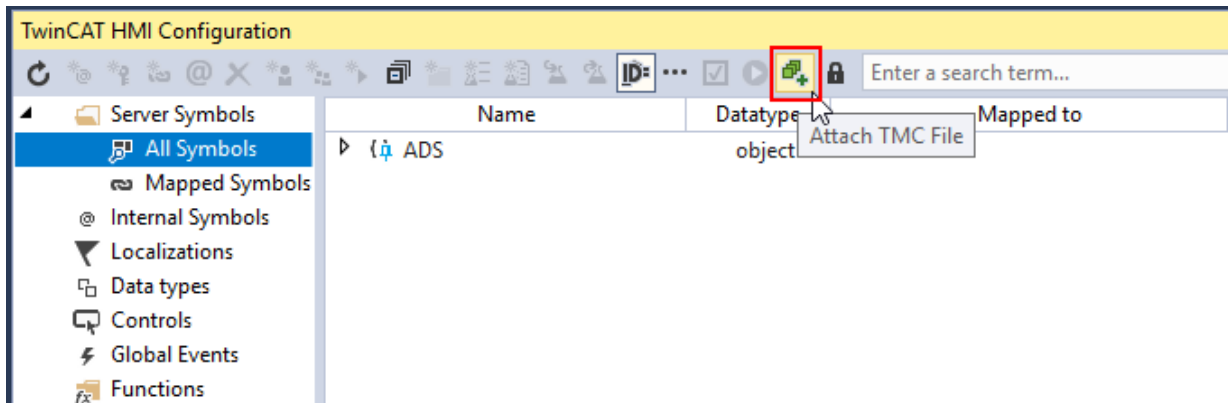 TwinCAT HMI Configuration
Enter a search term...
Server Symbols
Name
Datatype
Mapped to
Attach TMC File
All Symbols
ADS
object
Mapped Symbols
Internal Symbols
Localizations
Data types
Controls
Global Events
Functions